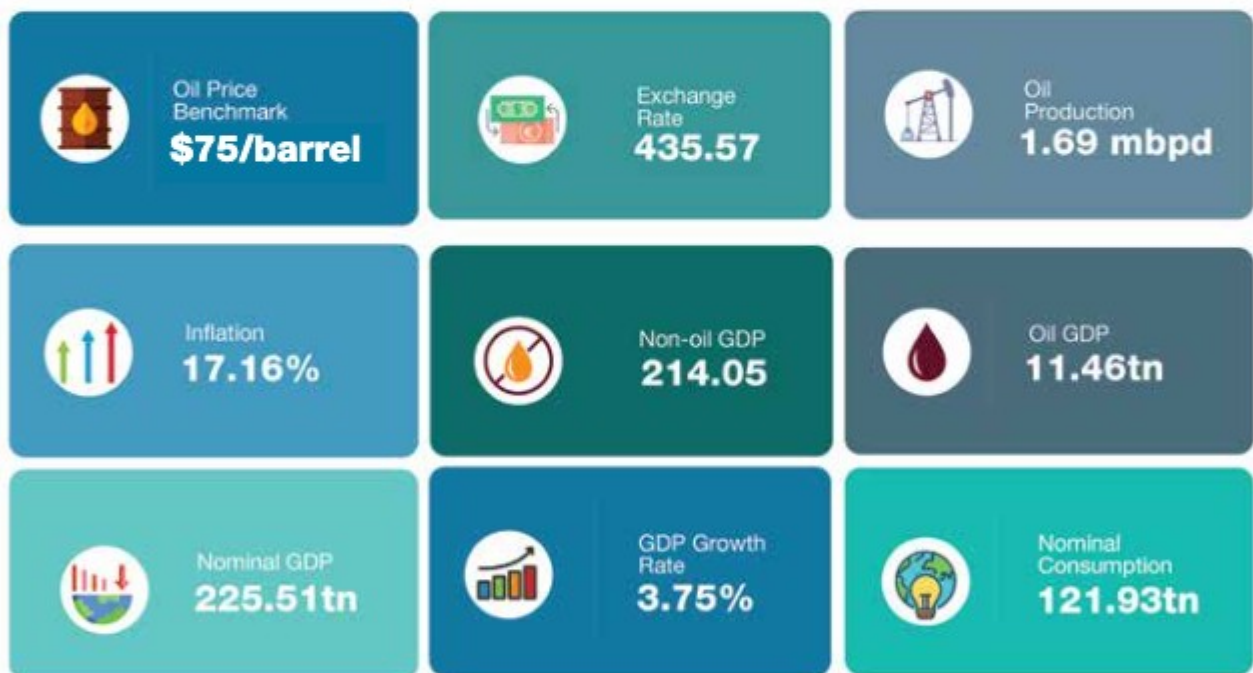 Oil Price
Benchmark
$75/barrel
Exchange
Rate
435.57
Oil
Production
1.69 mbpd
Inflation
17.16%
Non-oil GDP
214.05
Oil GDP
11.46tn
Nominal GDP
225.51tn
GDP Growth
Rate
3.75%
Nominal
Consumption
121.93tn